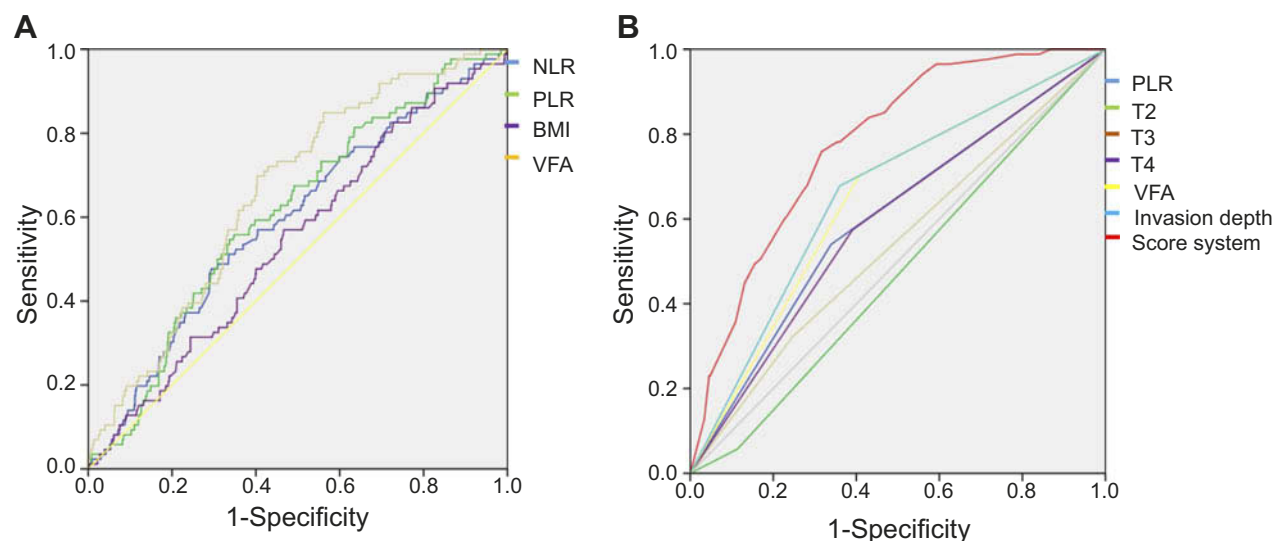 A
1.0
0.8
0.6
0.4
0.2
0.0
Sensitivity
0.0 0.2 0.4 0.6 0.8 1.0
1-Specificity
NLR
PLR
BMI
VFA
B
1.0
0.8
0.6
0.4
0.2
0.0
Sensitivity
0.0 0.2 0.4 0.6 0.8 1.0
1-Specificity
PLR
T2
T3
T4
VFA
Invasion depth
Score system